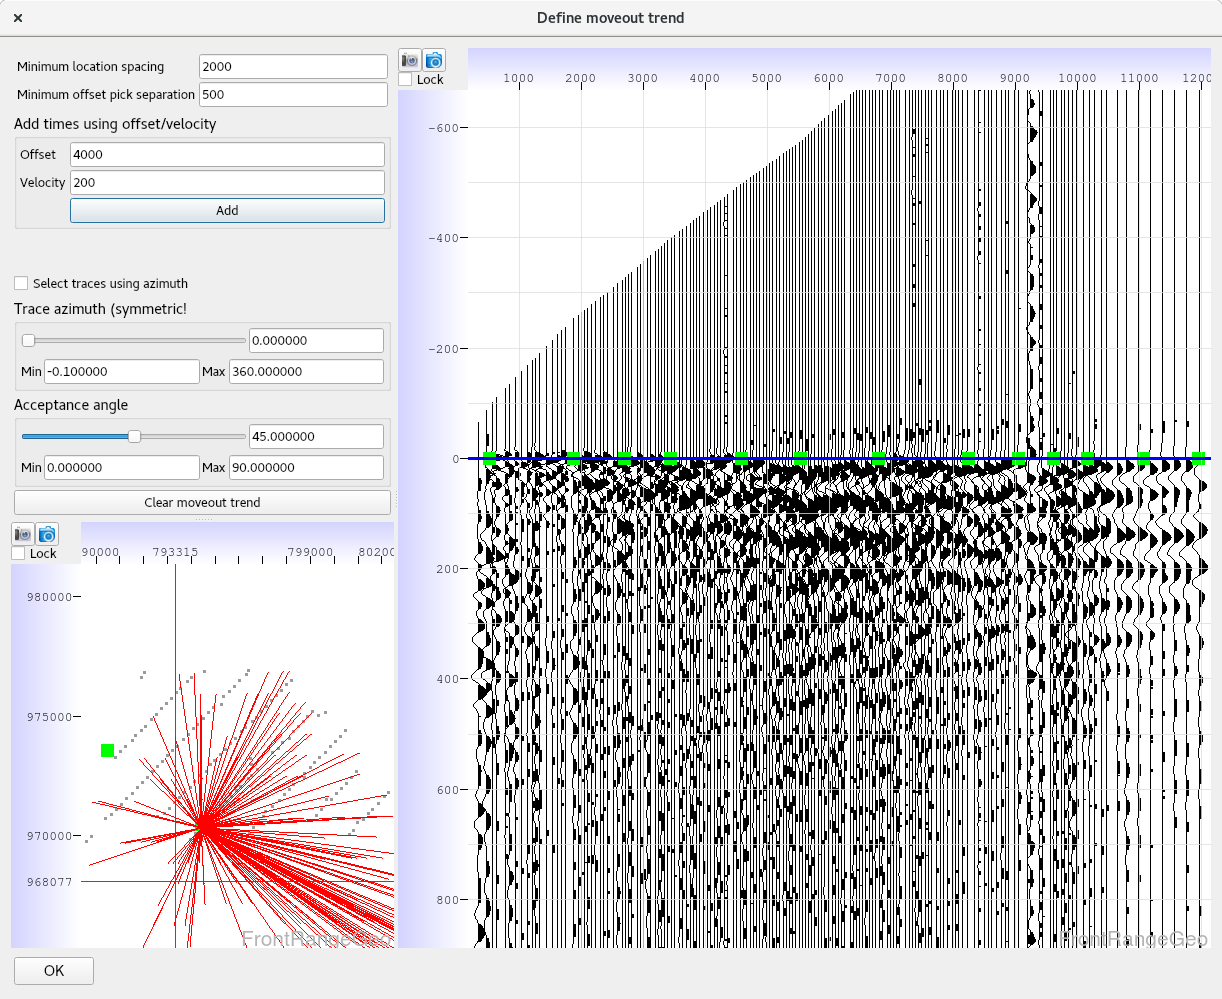 Define moveout trend
Minimum location spacing 2000
Minimum offset pick separation 500
Add times using offset/velocity
Offset 4000
Velocity 200
Add
Select traces using azimuth
Trace azimuth (symmetric!
0.000000
Min -0.100000 Max 360.000000
Acceptance angle
45.000000
Min 0.000000 Max 90.000000
Clear moveout trend
Lock
90000 793315 799000 80200
980000
975000
970000
968077
FrontRangeGeo
OK
Lock
1000 2000 3000 4000 5000 6000 7000 8000 9000 10000 11000 1200
-600
-400
-200
0
200
400
600
800
FrontRangeGeo